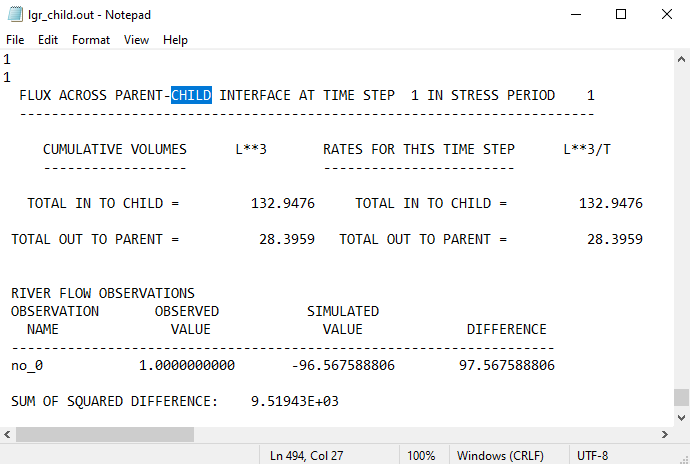 lgr_child.out - Notepad
File Edit Format View Help
1
1
FLUX ACROSS PARENT-CHILD INTERFACE AT TIME STEP 1 IN STRESS PERIOD 1
------------------------------------------------------------------------
CUMULATIVE VOLUMES L**3 RATES FOR THIS TIME STEP L**3/T
------------------ ------------------------
TOTAL IN TO CHILD = 132.9476 TOTAL IN TO CHILD = 132.9476
TOTAL OUT TO PARENT = 28.3959 TOTAL OUT TO PARENT = 28.3959
RIVER FLOW OBSERVATIONS
OBSERVATION OBSERVED SIMULATED
NAME VALUE VALUE DIFFERENCE
--------------------------------------------------------------------
no_0 1.0000000000 -96.567588806 97.567588806
SUM OF SQUARED DIFFERENCE: 9.51943E+03
Ln 494, Col 27 100% Windows (CRLF) UTF-8